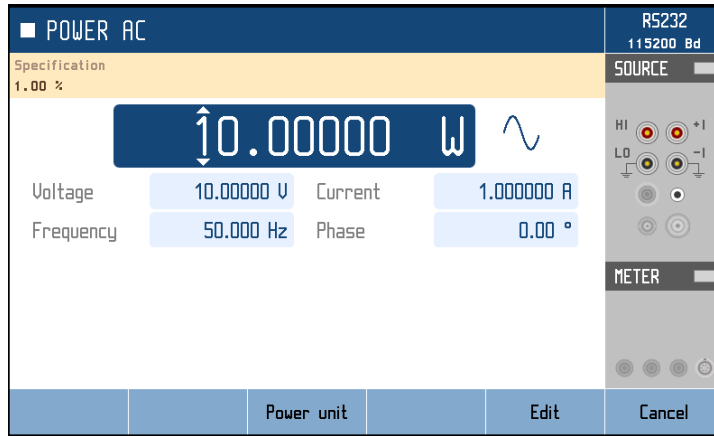 POWER AC
RS232
115200 Bd
Specification
1.00 %
SOURCE
10.00000 W
HI +I
LO -I
Voltage 10.00000 V Current 1.000000 A
Frequency 50.000 Hz Phase 0.00 °
METER
Power unit Edit Cancel